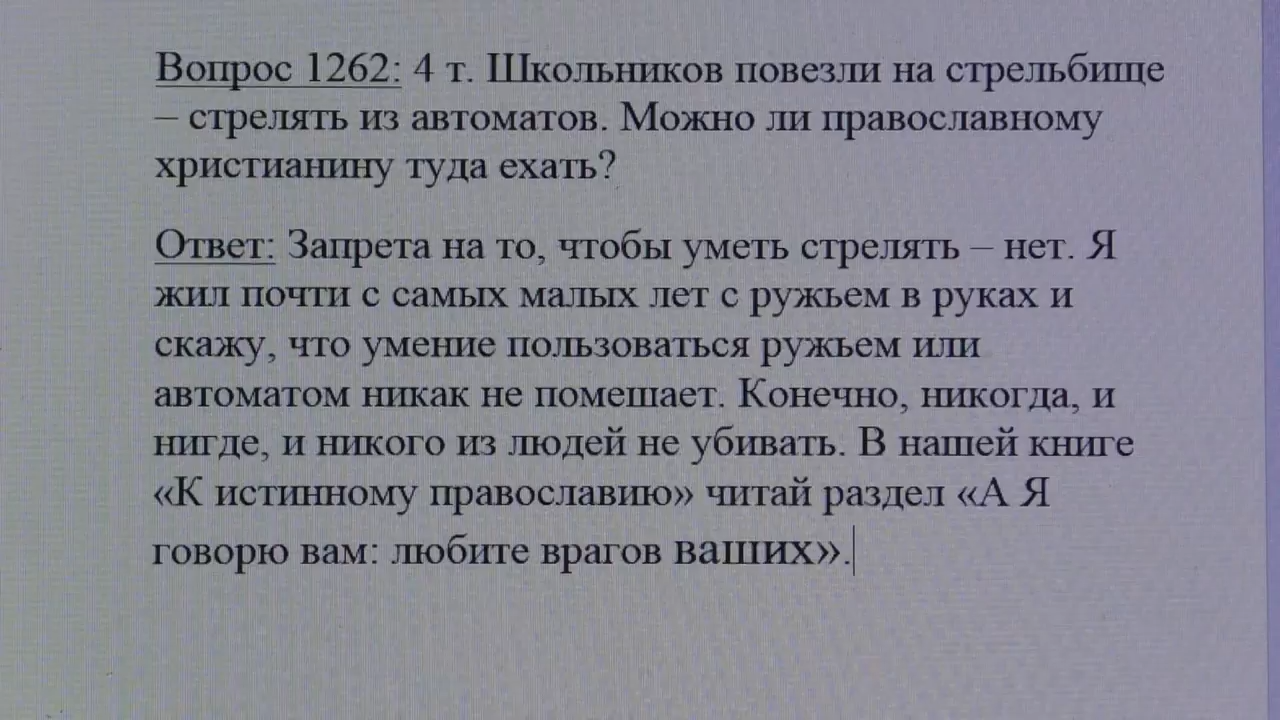 Вопрос 1262: 4 т. Школьников повезли на стрельбище
– стрелять из автоматов. Можно ли православному
христианину туда ехать?
Ответ: Запрета на то, чтобы уметь стрелять – нет. Я
жил почти с самых малых лет с ружьем в руках и
скажу, что умение пользоваться ружьем или
автоматом никак не помешает. Конечно, никогда, и
нигде, и никого из людей не убивать. В нашей книге
«К истинному православию» читай раздел «А Я
говорю вам: любите врагов ваших».